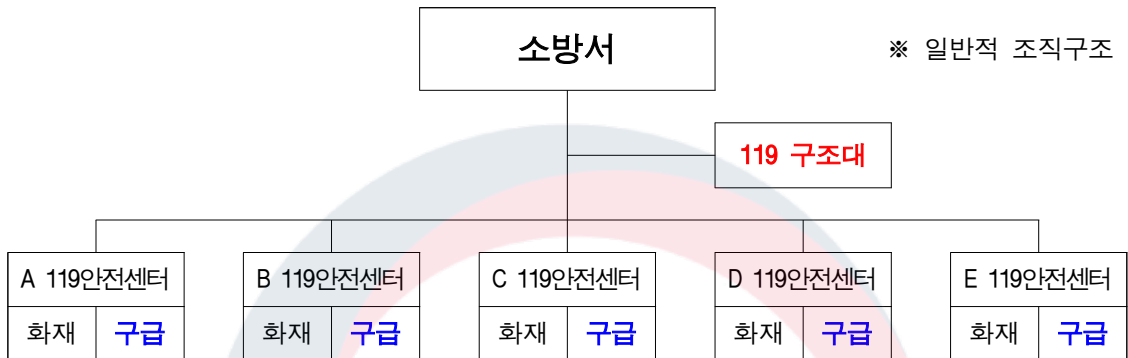 소방서
※ 일반적 조직구조
119 구조대
A 119안전센터
B 119안전센터
C 119안전센터
D 119안전센터
E 119안전센터
화재 구급
화재 구급
화재 구급
화재 구급
화재 구급